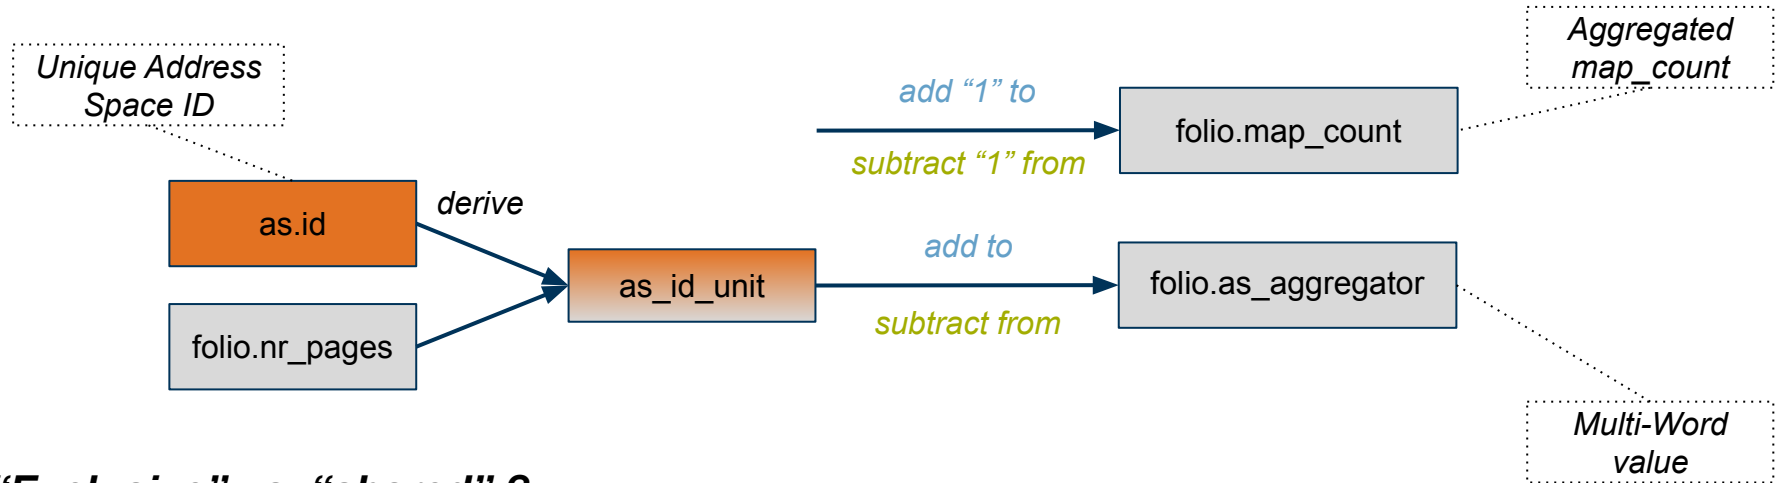 Unique Address
Space ID
as.id
derive
folio.nr_pages
as_id_unit
add “1” to
subtract “1” from
folio.map_count
Aggregated
map_count
add to
subtract from
folio.as_aggregator
Multi-Word
value